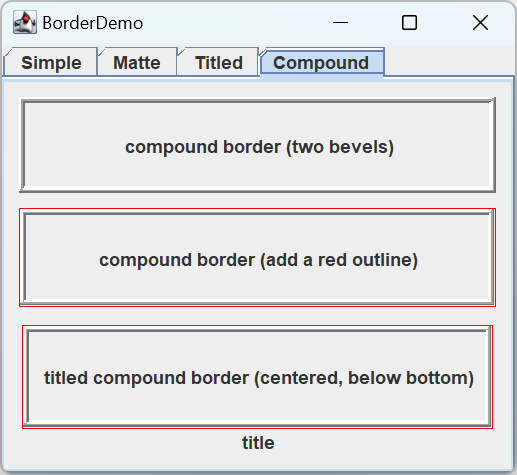 BorderDemo
Simple Matte Titled Compound
compound border (two bevels)
compound border (add a red outline)
titled compound border (centered, below bottom)
title